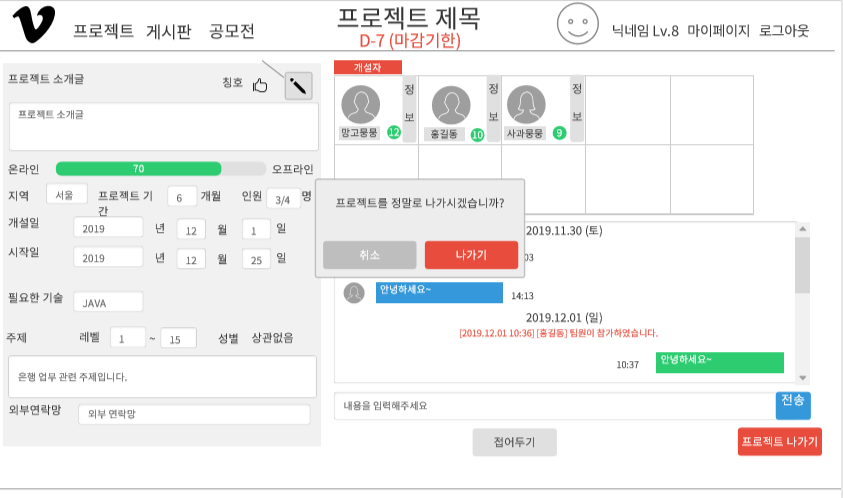 프로젝트 게시판 공모전
프로젝트 제목
D-7 (마감기한)
닉네임 Lv.8 마이페이지 로그아웃
프로젝트 소개글
칭호
프로젝트 소개글
온라인 70 오프라인
지역 서울 프로젝트 기간 6 개월 인원 3/4 명
개설일 2019 년 12 월 1 일
시작일 2019 년 12 월 25 일
필요한 기술 JAVA
주제 레벨 1 ~ 15 성별 상관없음
은행 업무 관련 주제입니다.
외부연락망 외부 연락망
개설자
정보
망고뭉뭉 12
정보
홍길동 10
정보
사과뭉뭉 9
프로젝트를 정말로 나가시겠습니까?
취소 나가기
2019.11.30 (토)
03
안녕하세요~
14:13
2019.12.01 (일)
[2019.12.01 10:36] [홍길동] 팀원이 참가하였습니다.
10:37 안녕하세요~
내용을 입력해주세요 전송
접어두기 프로젝트 나가기